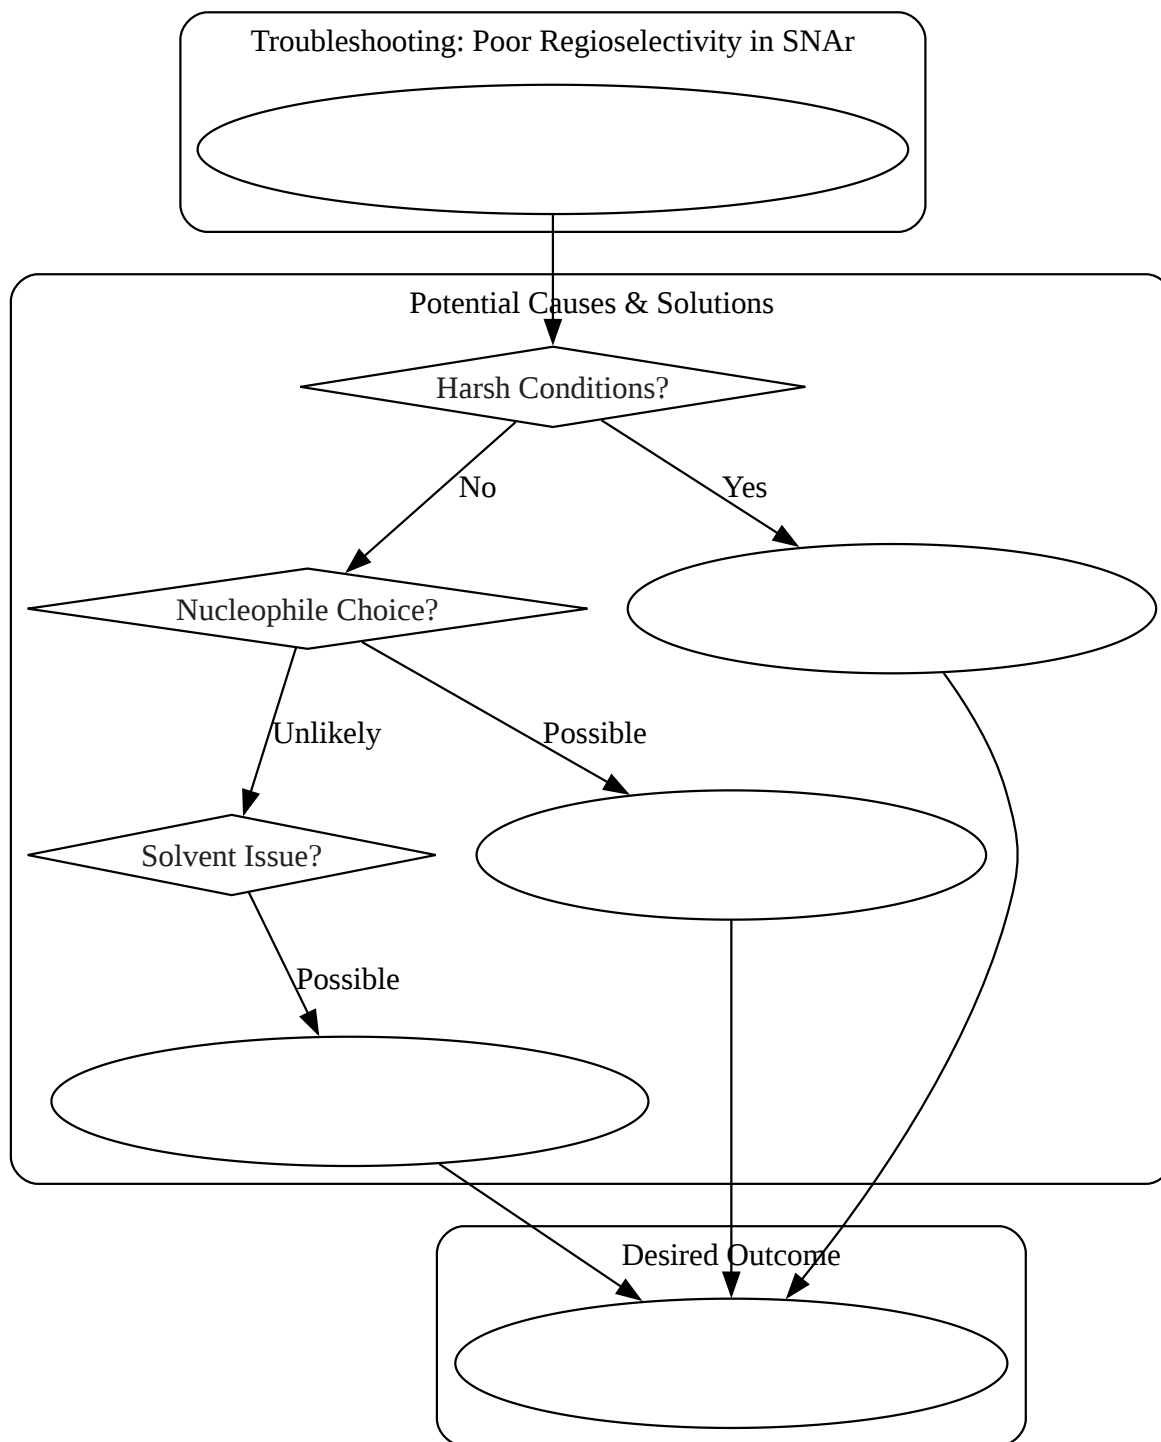 Troubleshooting: Poor Regioselectivity in SNAr
Potential Causes & Solutions
Harsh Conditions?
No
Yes
Nucleophile Choice?
Unlikely
Possible
Solvent Issue?
Possible
Desired Outcome